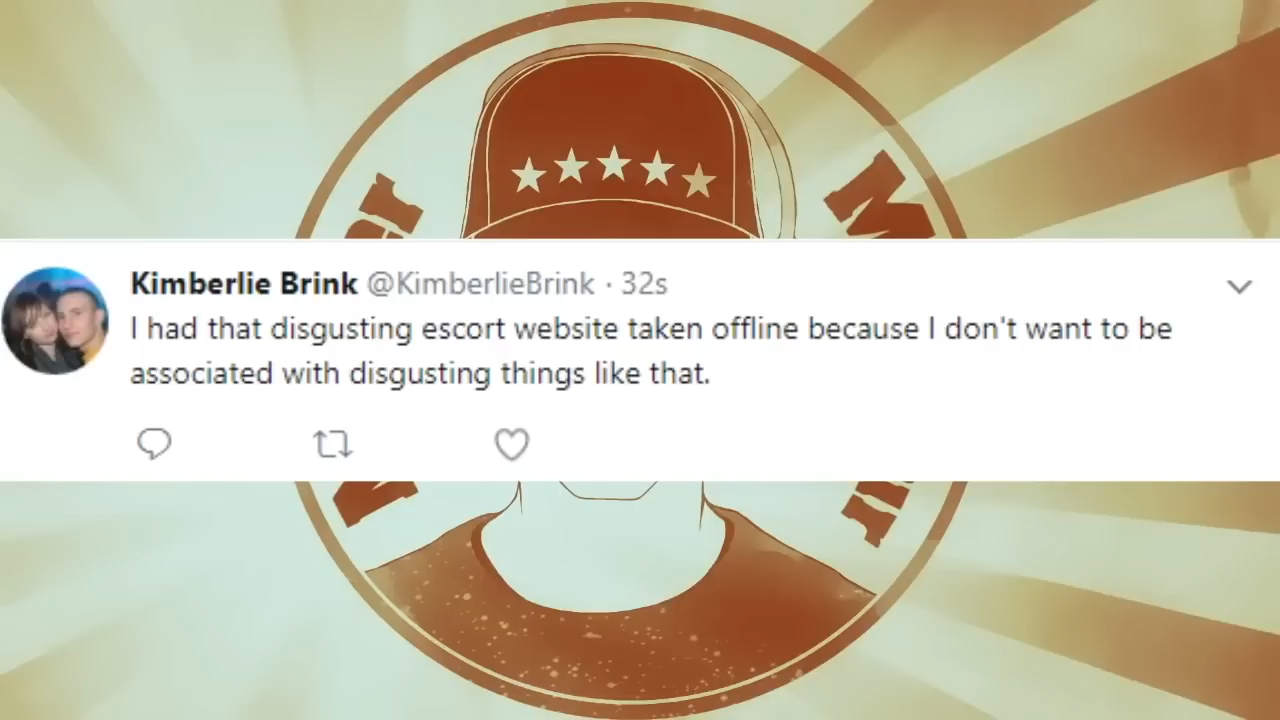 Kimberlie Brink @KimberlieBrink · 32s
I had that disgusting escort website taken offline because I don't want to be
associated with disgusting things like that.